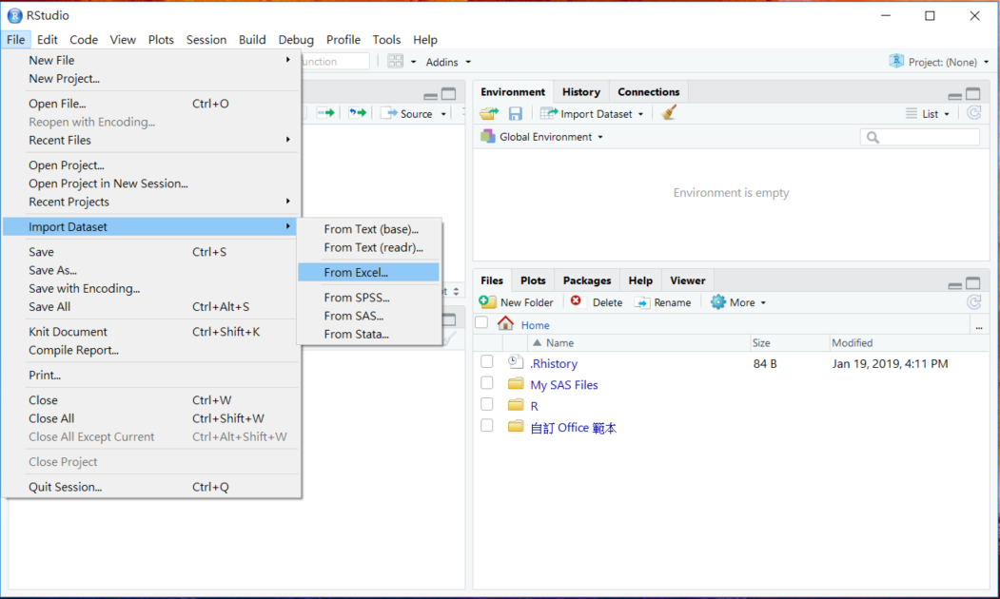 RStudio
File Edit Code View Plots Session Build Debug Profile Tools Help
Addins
Project: (None)
New File
New Project...
Open File... Ctrl+O
Reopen with Encoding...
Recent Files
Open Project...
Open Project in New Session...
Recent Projects
Import Dataset
Save Ctrl+S
Save As...
Save with Encoding...
Save All Ctrl+Alt+S
Knit Document Ctrl+Shift+K
Compile Report...
Print...
Close Ctrl+W
Close All Ctrl+Shift+W
Close All Except Current Ctrl+Alt+Shift+W
Close Project
Quit Session... Ctrl+Q
From Text (base)...
From Text (readr)...
From Excel...
From SPSS...
From SAS...
From Stata...
Source
Environment History Connections
Import Dataset
List
Global Environment
Environment is empty
Files Plots Packages Help Viewer
New Folder Delete Rename More
Home ...
Name Size Modified
.Rhistory 84 B Jan 19, 2019, 4:11 PM
My SAS Files
R
自訂 Office 範本